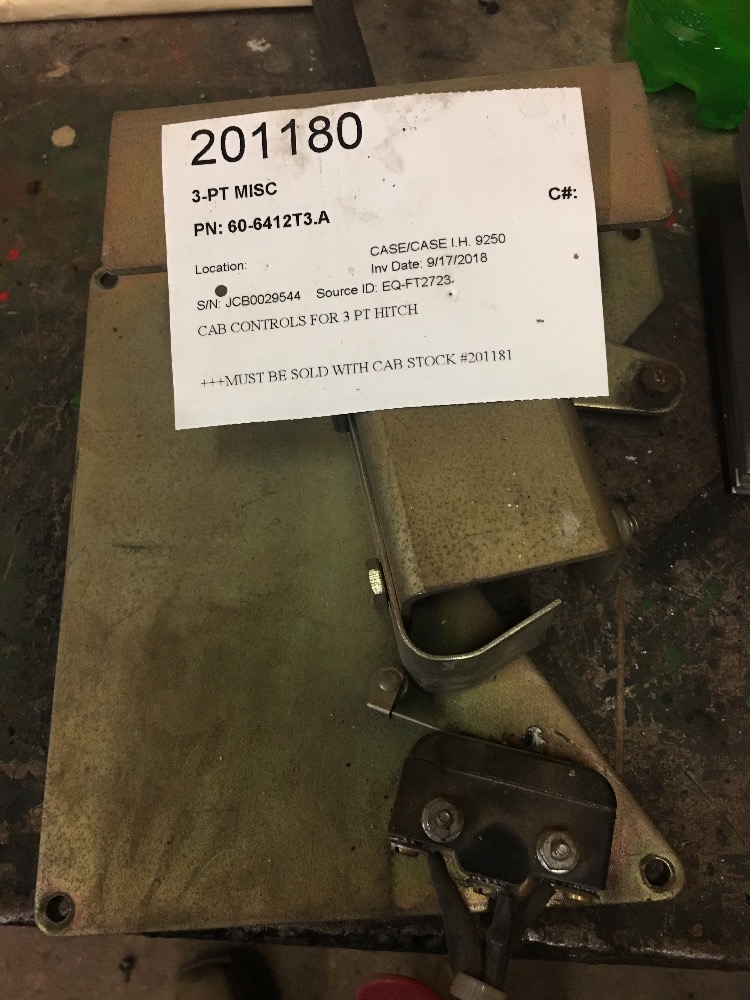 201180
3-PT MISC
C#:
PN: 60-6412T3.A
Location:
CASE/CASE I.H. 9250
Inv Date: 9/17/2018
S/N: JCB0029544 Source ID: EQ-FT2723
CAB CONTROLS FOR 3 PT HITCH
+++MUST BE SOLD WITH CAB STOCK #201181